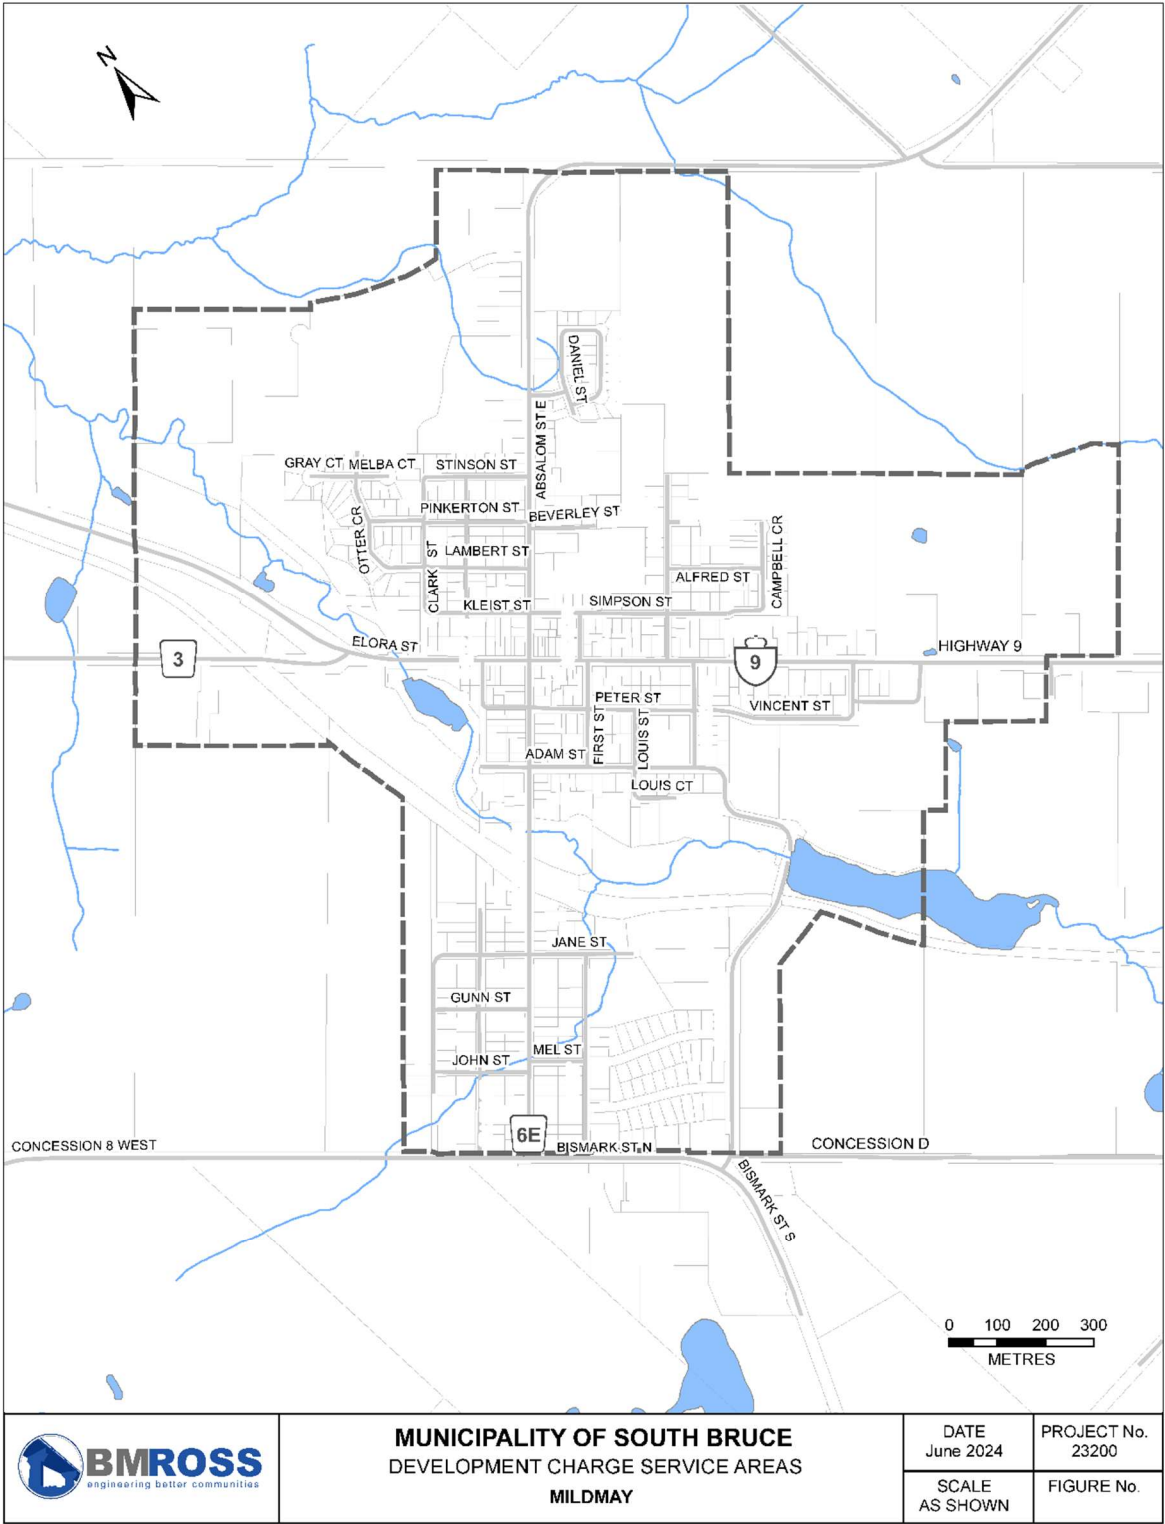 N
DANIEL ST
ABSALOM ST E
GRAY CT
MELBA CT
STINSON ST
PINKERTON ST
BEVERLEY ST
OTTER CR
CLARK ST
LAMBERT ST
CAMPBELL CR
ALFRED ST
KLEIST ST
SIMPSON ST
ELORA ST
HIGHWAY 9
3
9
PETER ST
VINCENT ST
FIRST ST
LOUIS ST
ADAM ST
LOUIS CT
JANE ST
GUNN ST
MEL ST
JOHN ST
6E
CONCESSION 8 WEST
BISMARK ST N
CONCESSION D
BISMARK ST S
0 100 200 300
METRES
BMROSS
engineering better communities
MUNICIPALITY OF SOUTH BRUCE
DEVELOPMENT CHARGE SERVICE AREAS
MILDMAY
DATE
June 2024
PROJECT No.
23200
SCALE
AS SHOWN
FIGURE No.